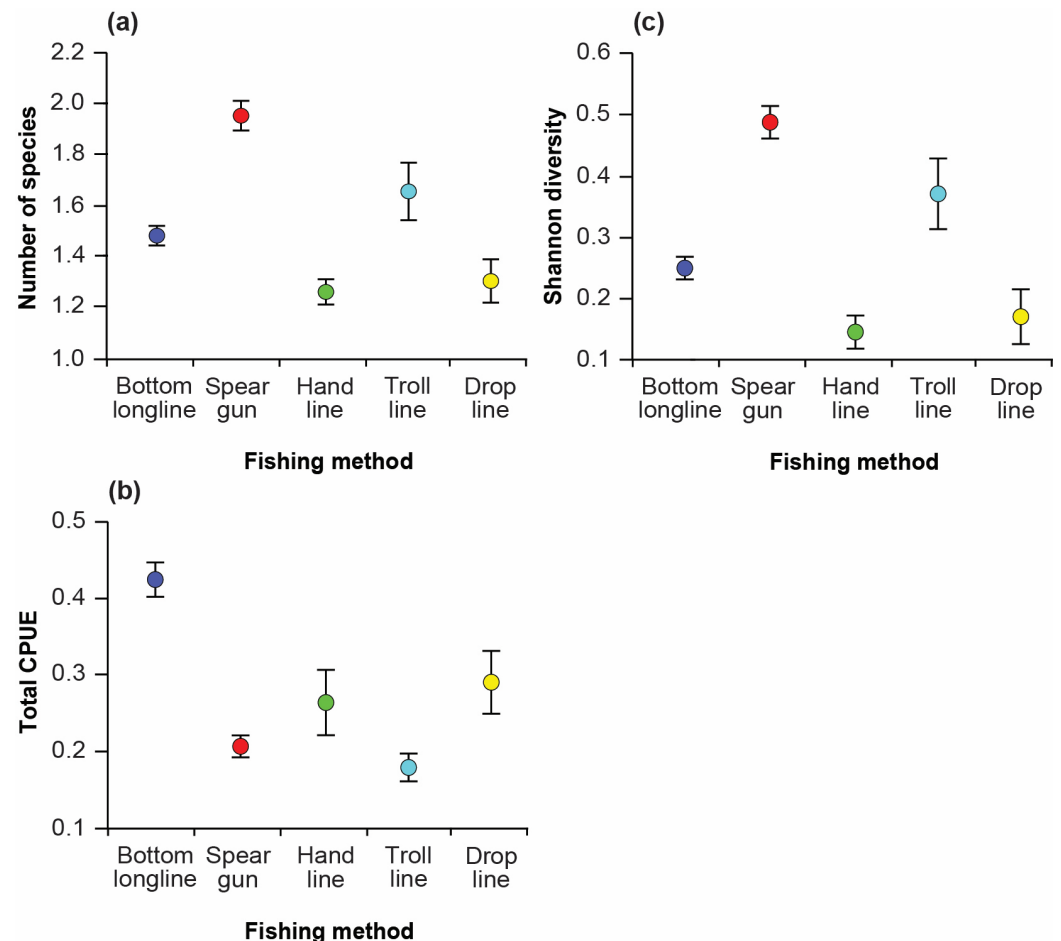 (a)
Number of species
2.2
2.0
1.8
1.6
1.4
1.2
1.0
Bottom longline
Spear gun
Hand line
Troll line
Drop line
Fishing method
(c)
Shannon diversity
0.6
0.5
0.4
0.3
0.2
0.1
Bottom longline
Spear gun
Hand line
Troll line
Drop line
Fishing method
(b)
Total CPUE
0.5
0.4
0.3
0.2
0.1
Bottom longline
Spear gun
Hand line
Troll line
Drop line
Fishing method